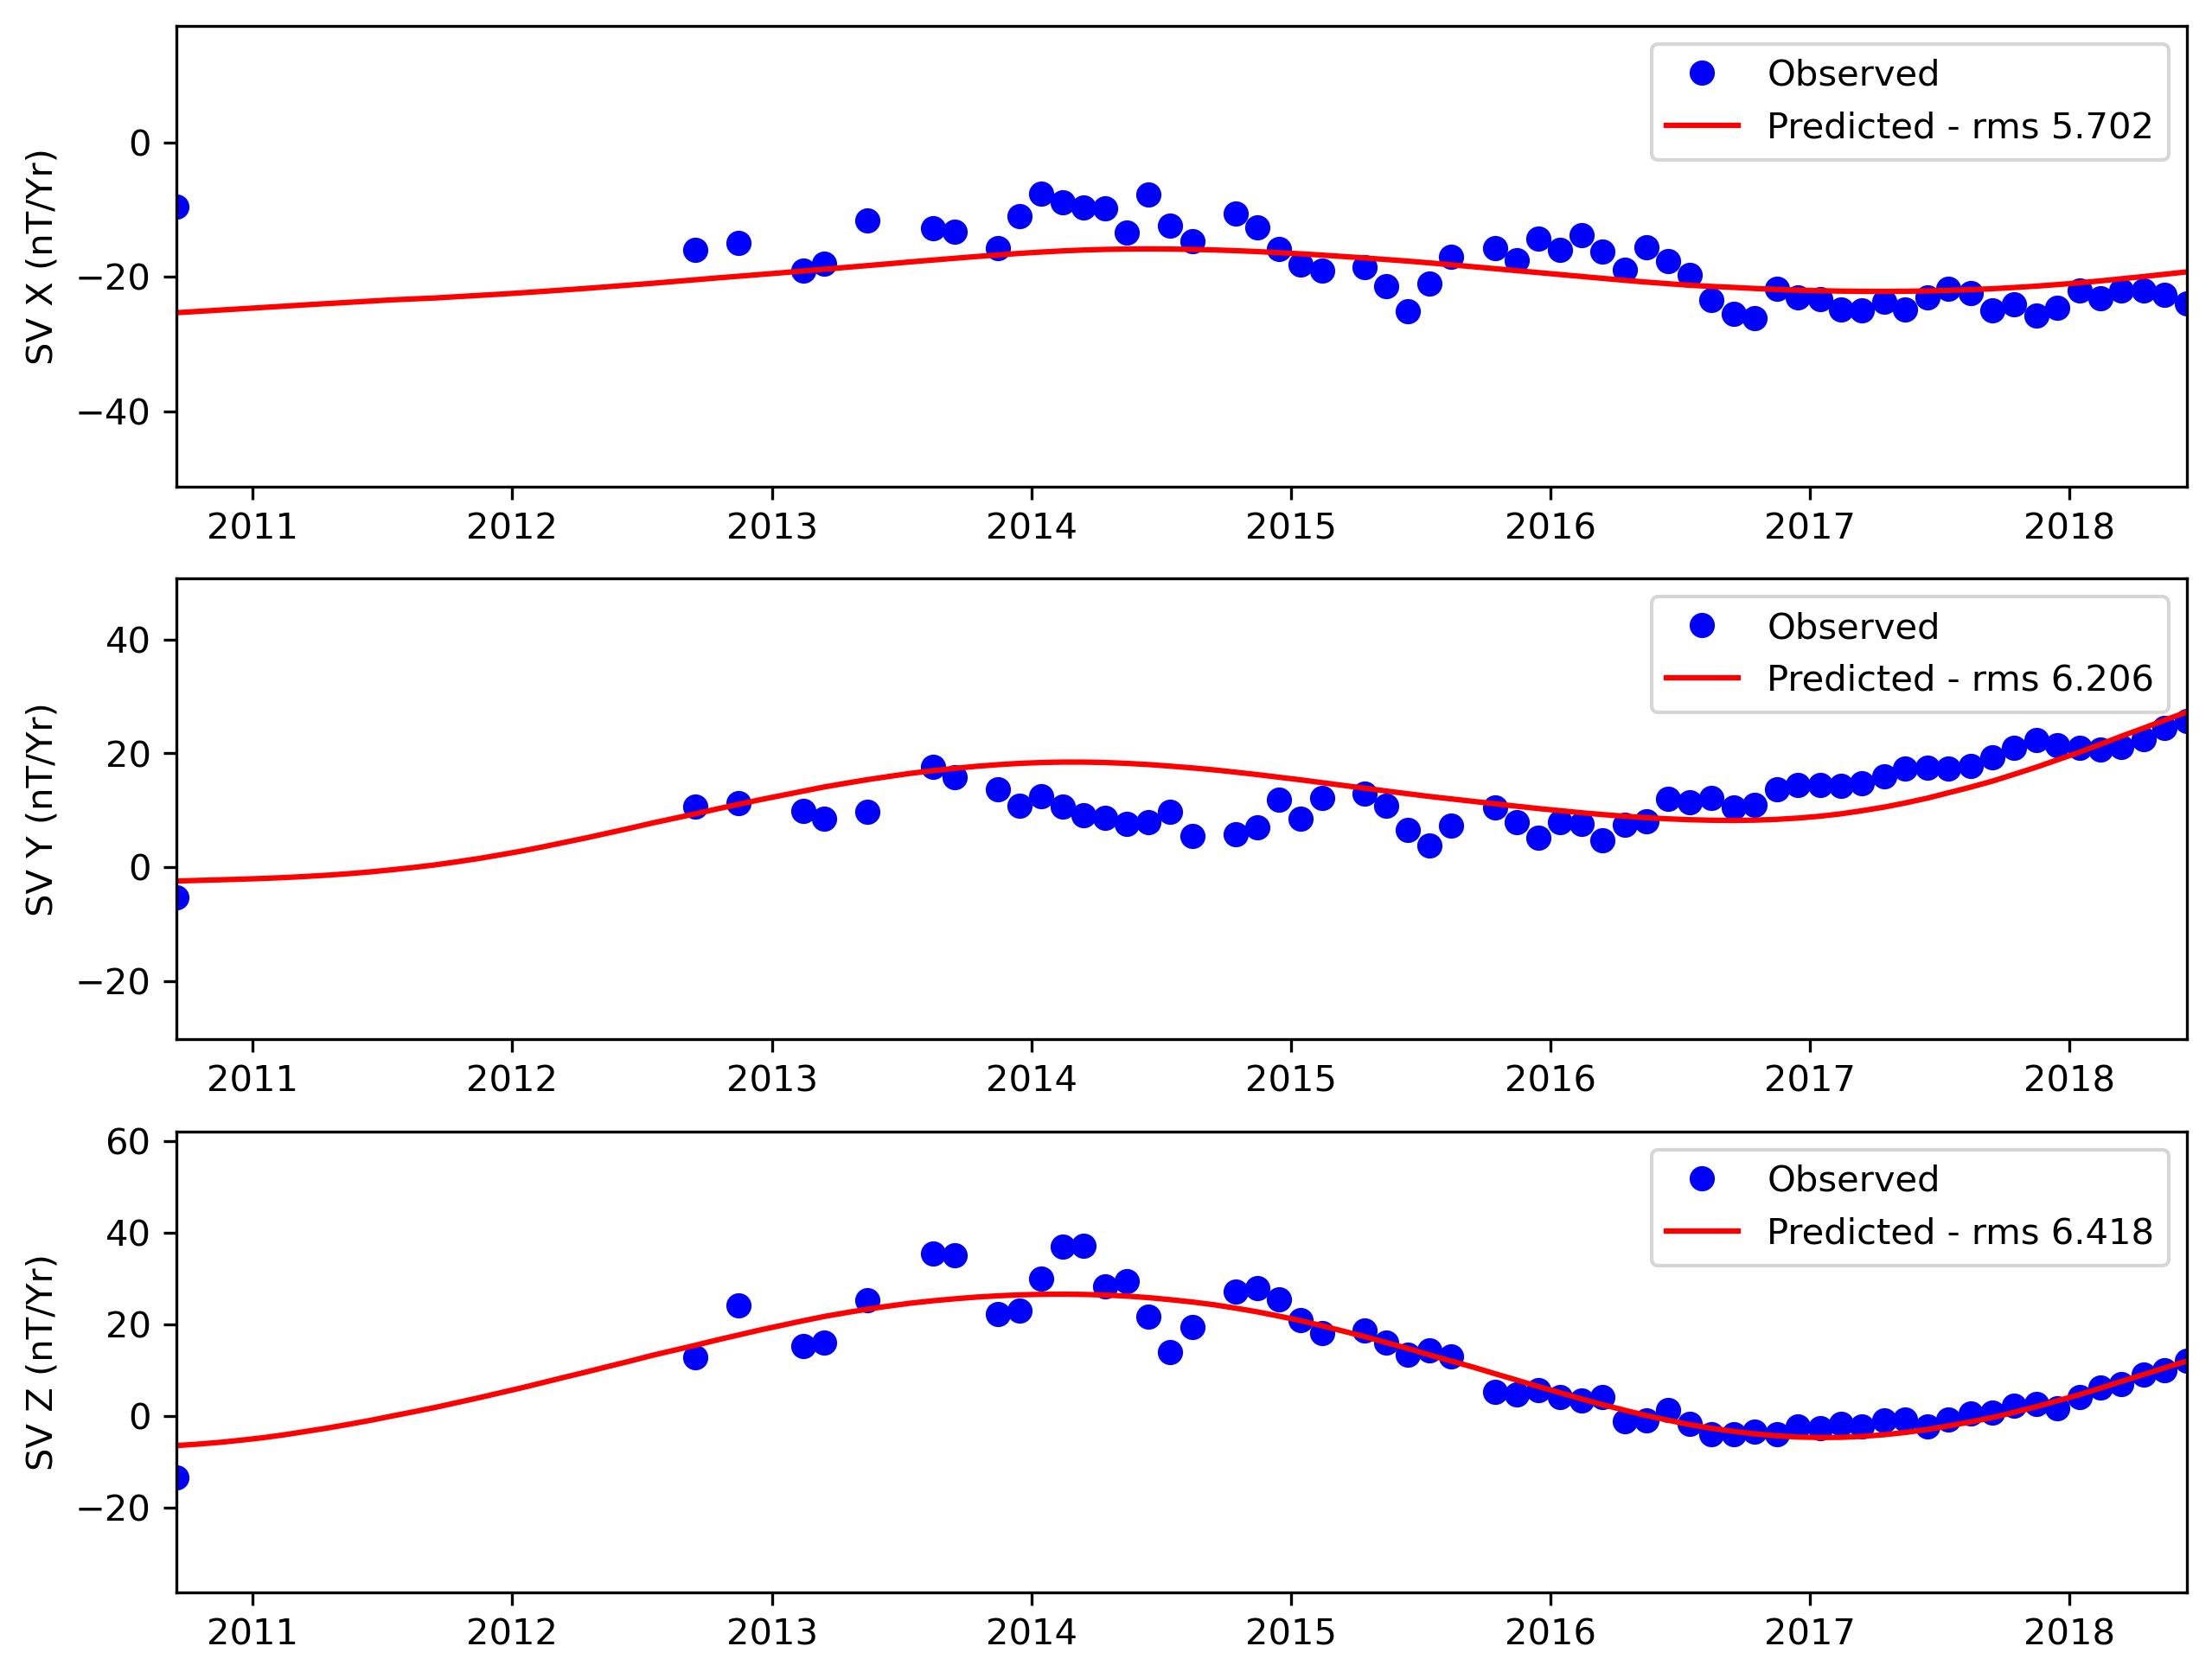 SV X (nT/Yr)
0
−20
−40
Observed
Predicted - rms 5.702
2011 2012 2013 2014 2015 2016 2017 2018
SV Y (nT/Yr)
40
20
0
−20
Observed
Predicted - rms 6.206
2011 2012 2013 2014 2015 2016 2017 2018
SV Z (nT/Yr)
60
40
20
0
−20
Observed
Predicted - rms 6.418
2011 2012 2013 2014 2015 2016 2017 2018